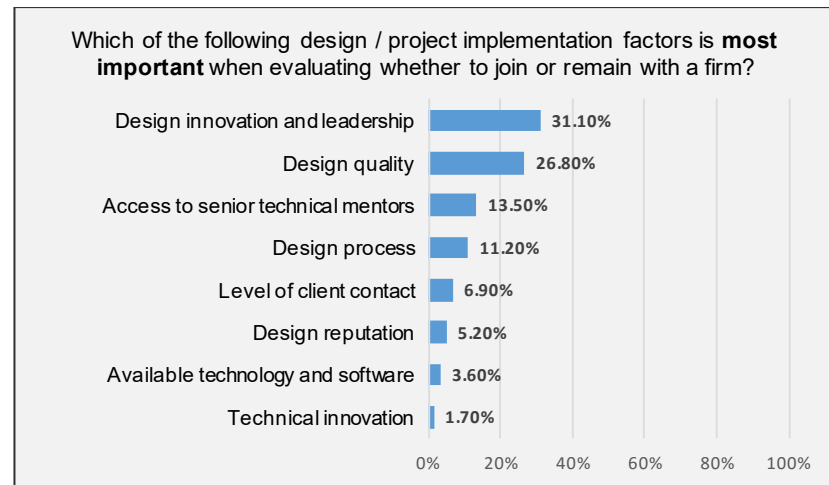 Which of the following design / project implementation factors is most
important when evaluating whether to join or remain with a firm?
Design innovation and leadership 31.10%
Design quality 26.80%
Access to senior technical mentors 13.50%
Design process 11.20%
Level of client contact 6.90%
Design reputation 5.20%
Available technology and software 3.60%
Technical innovation 1.70%
0% 20% 40% 60% 80% 100%